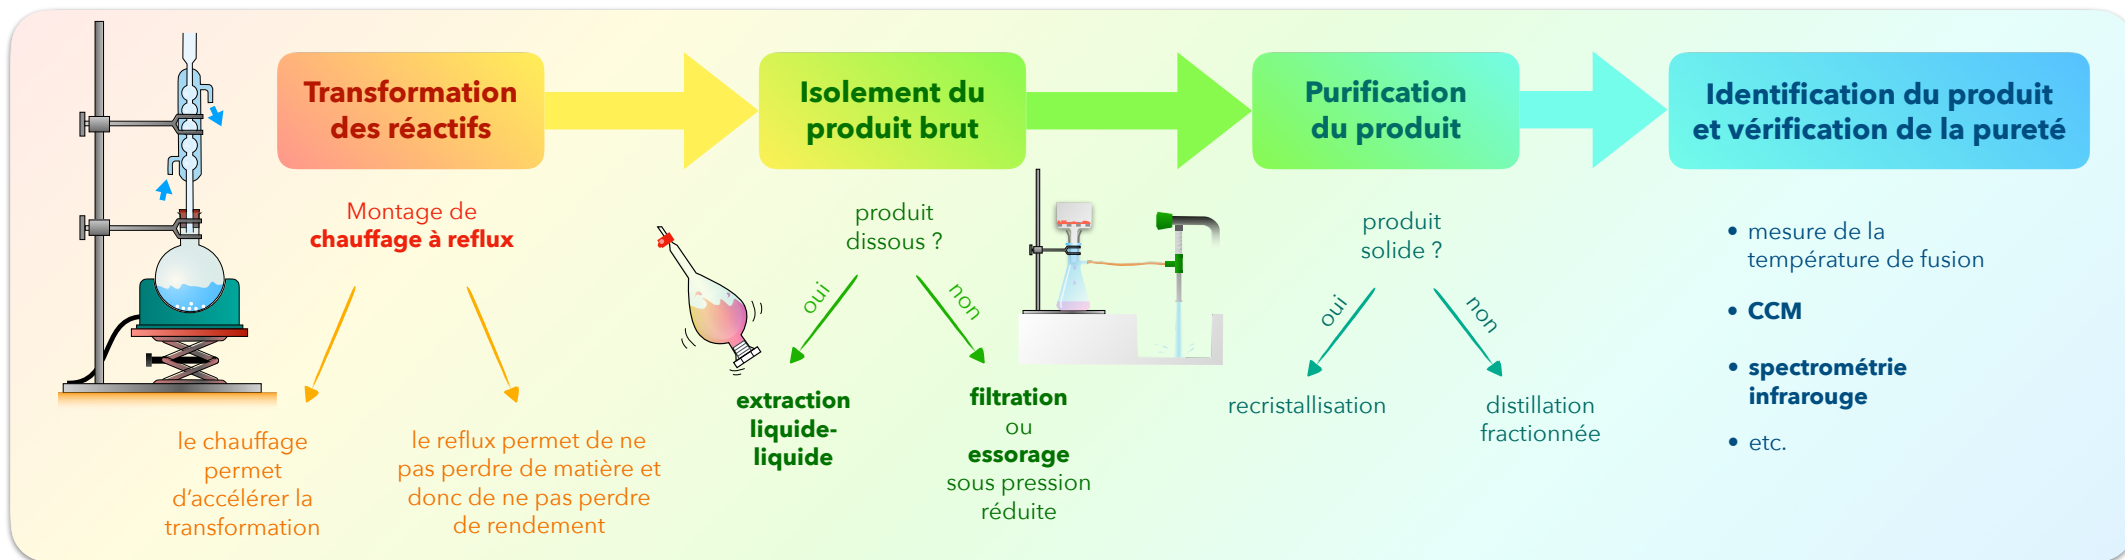 Transformation
des réactifs
Isolement du
produit brut
Purification
du produit
Identification du produit
et vérification de la pureté
Montage de
chauffage à reflux
le chauffage
permet
d'accélérer la
transformation
le reflux permet de ne
pas perdre de matière et
donc de ne pas perdre
de rendement
produit
dissous ?
oui
non
extraction
liquide-
liquide
filtration
ou
essorage
sous pression
réduite
produit
solide ?
oui
non
recristallisation
distillation
fractionnée
• mesure de la
température de fusion
• CCM
• spectrométrie
infrarouge
• etc.